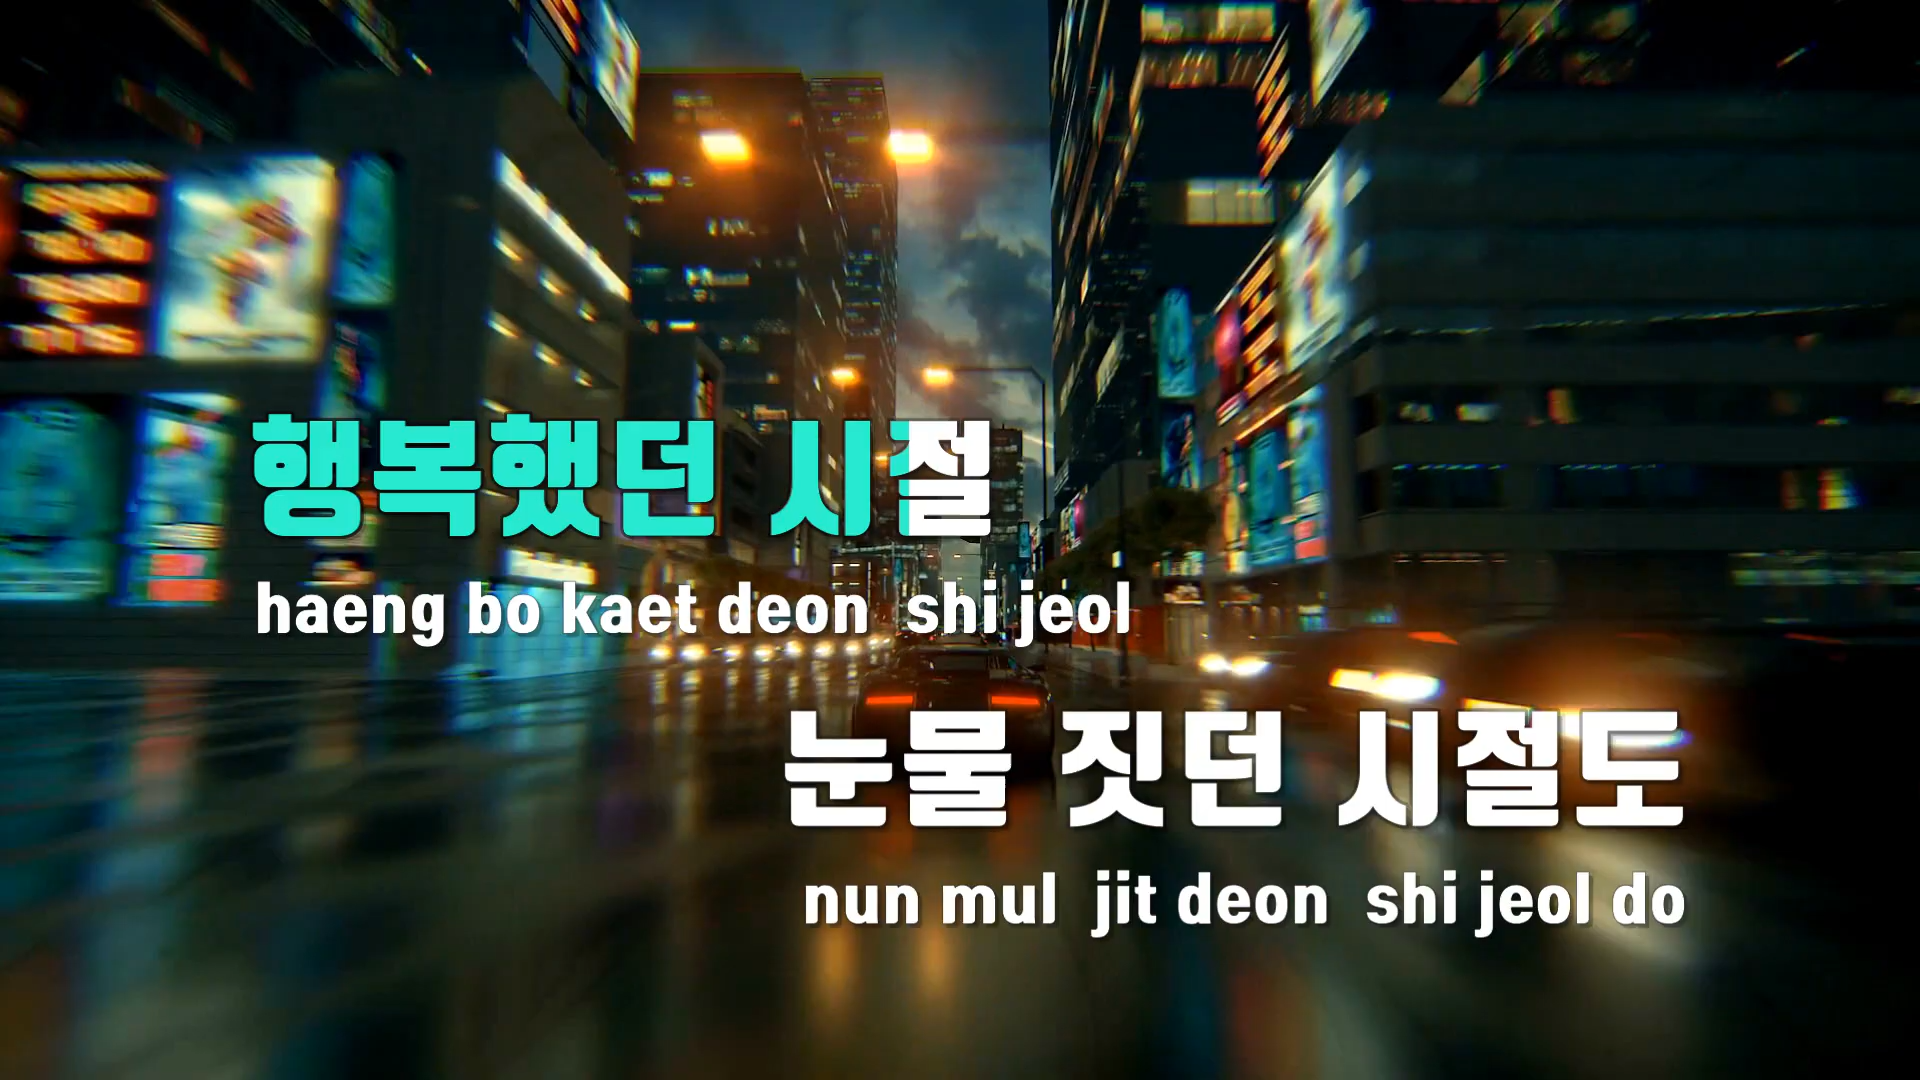 행복했던 시절
haeng bo kaet deon shi jeol
눈물 짓던 시절도
nun mul jit deon shi jeol do